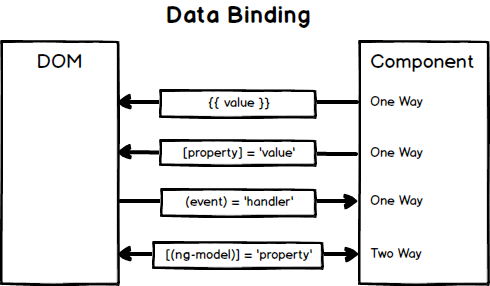 Data Binding
DOM
Component
{{ value }}
One Way
[property] = 'value'
One Way
(event) = 'handler'
One Way
[(ng-model)] = 'property'
Two Way